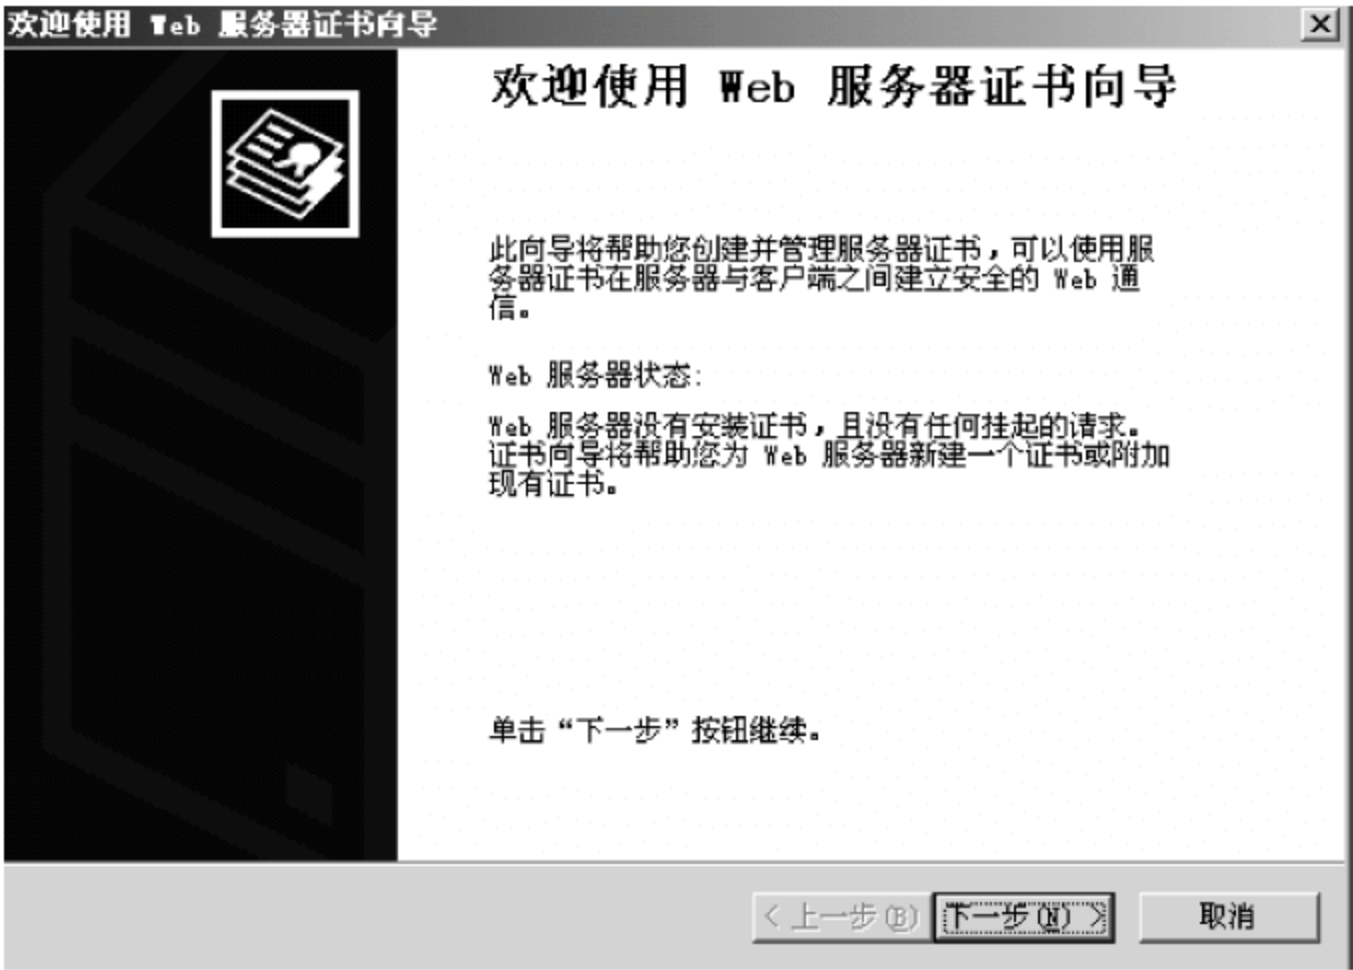 欢迎使用 Web 服务器证书向导
欢迎使用 Web 服务器证书向导
此向导将帮助您创建并管理服务器证书，可以使用服
务器证书在服务器与客户端之间建立安全的 Web 通
信。
Web 服务器状态:
Web 服务器没有安装证书，且没有任何挂起的请求。
证书向导将帮助您为 Web 服务器新建一个证书或附加
现有证书。
单击“下一步”按钮继续。
< 上一步(B) 下一步(N) > 取消